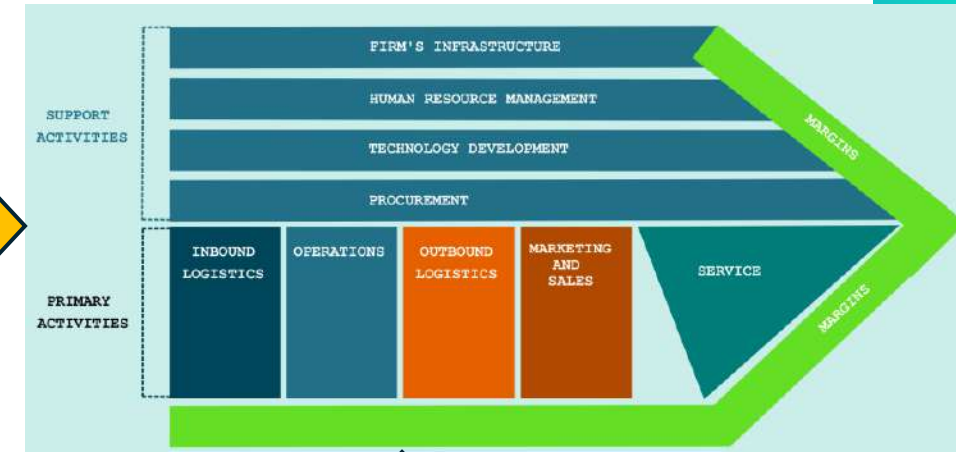 FIRM'S INFRASTRUCTURE
HUMAN RESOURCE MANAGEMENT
TECHNOLOGY DEVELOPMENT
PROCUREMENT
SUPPORT
ACTIVITIES
MARGINS
INBOUND
LOGISTICS
OPERATIONS
OUTBOUND
LOGISTICS
MARKETING
AND
SALES
SERVICE
PRIMARY
ACTIVITIES
MARGINS